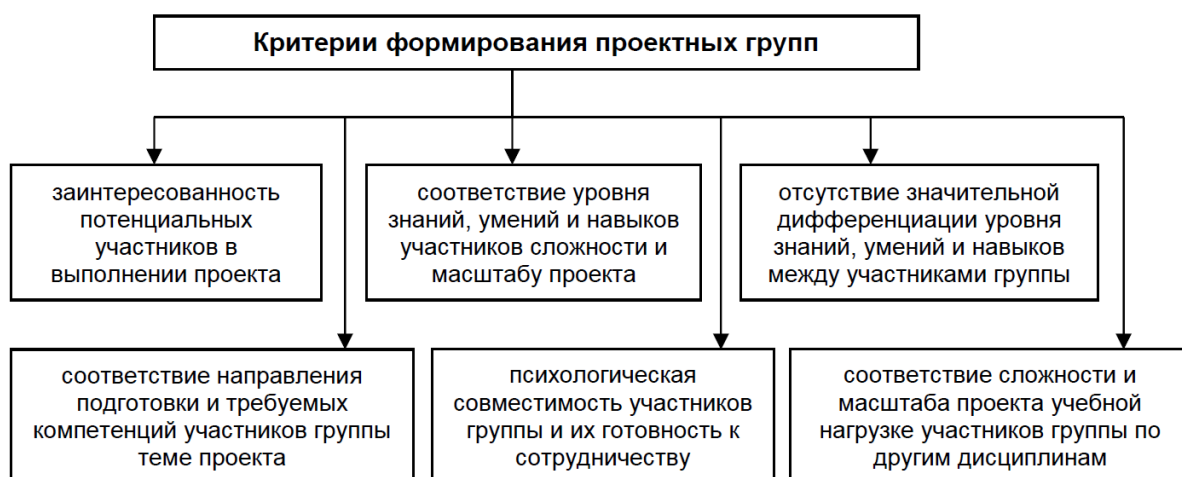 Критерии формирования проектных групп
заинтересованность
потенциальных
участников в
выполнении проекта
соответствие уровня
знаний, умений и навыков
участников сложности и
масштабу проекта
отсутствие значительной
дифференциации уровня
знаний, умений и навыков
между участниками группы
соответствие направления
подготовки и требуемых
компетенций участников группы
теме проекта
психологическая
совместимость участников
группы и их готовность к
сотрудничеству
соответствие сложности и
масштаба проекта учебной
нагрузке участников группы по
другим дисциплинам